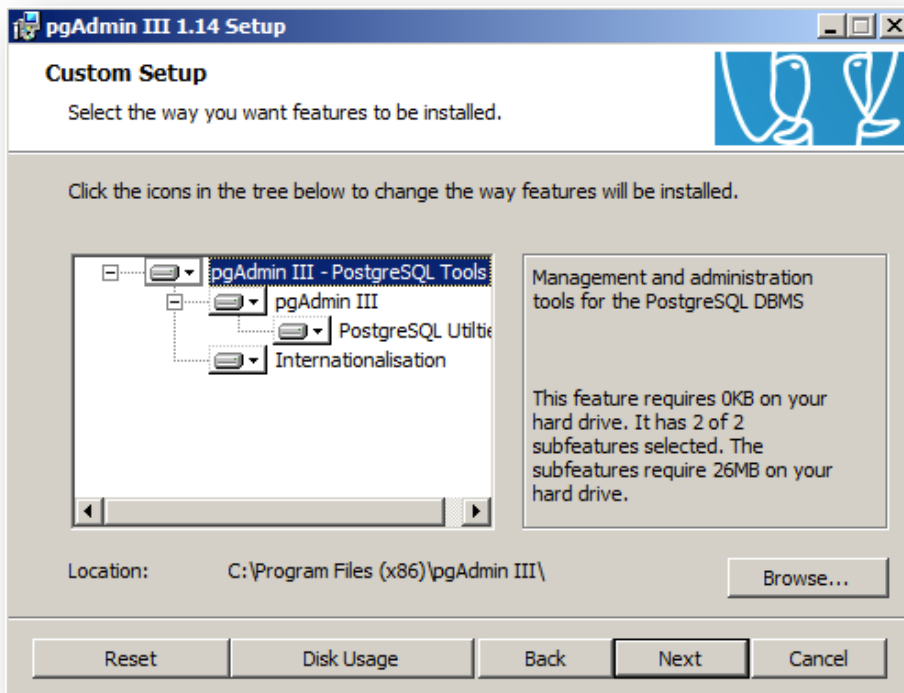 pgAdmin III 1.14 Setup
Custom Setup
Select the way you want features to be installed.
Click the icons in the tree below to change the way features will be installed.
pgAdmin III - PostgreSQL Tools
pgAdmin III
PostgreSQL Utiltie
Internationalisation
Management and administration
tools for the PostgreSQL DBMS
This feature requires 0KB on your
hard drive. It has 2 of 2
subfeatures selected. The
subfeatures require 26MB on your
hard drive.
Location: C:\Program Files (x86)\pgAdmin III\
Browse...
Reset Disk Usage Back Next Cancel